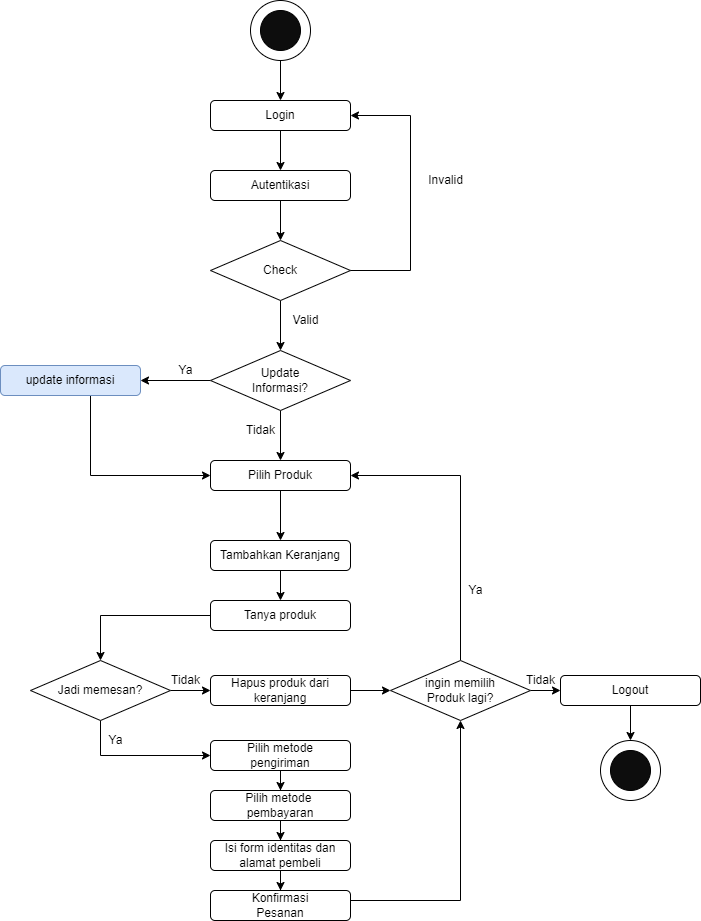 Login
Autentikasi
Invalid
Check
Valid
Update
Informasi?
Ya
update informasi
Tidak
Pilih Produk
Tambahkan Keranjang
Tanya produk
Ya
Jadi memesan?
Tidak
Hapus produk dari
keranjang
ingin memilih
Produk lagi?
Tidak
Logout
Ya
Pilih metode
pengiriman
Pilih metode
pembayaran
Isi form identitas dan
alamat pembeli
Konfirmasi
Pesanan